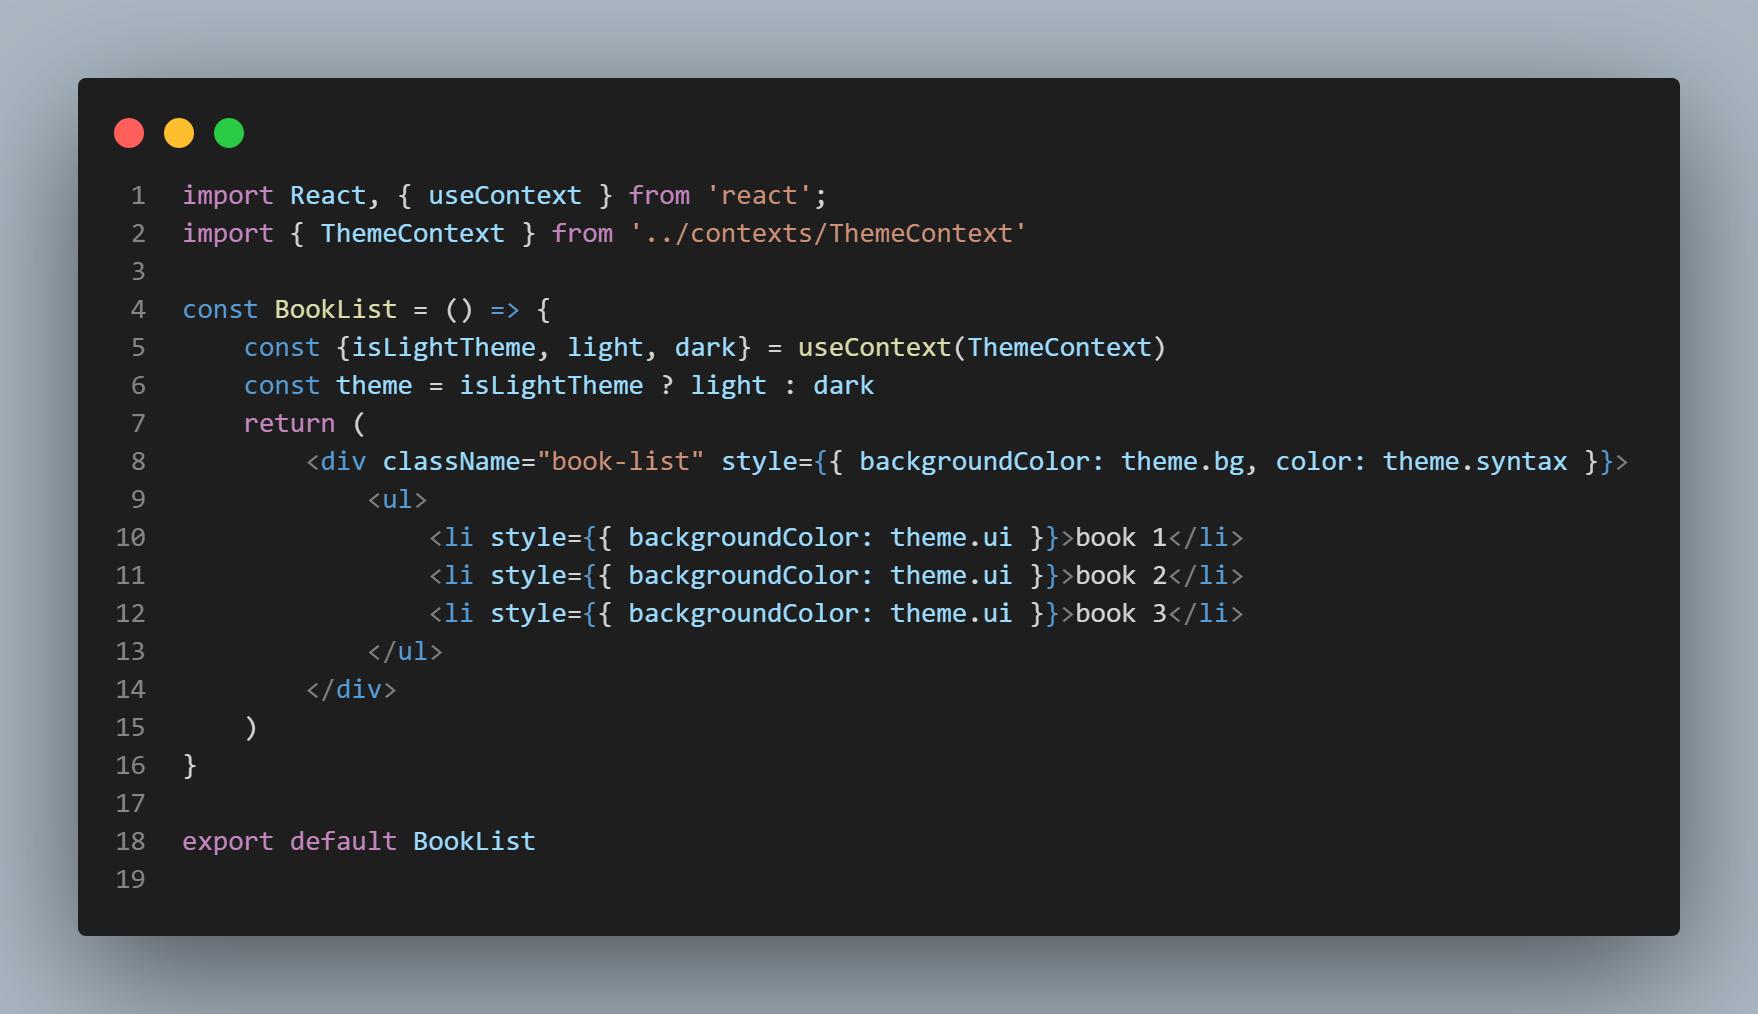 1 import React, { useContext } from 'react';
2 import { ThemeContext } from '../contexts/ThemeContext'
3
4 const BookList = () => {
5     const {isLightTheme, light, dark} = useContext(ThemeContext)
6     const theme = isLightTheme ? light : dark
7     return (
8         <div className="book-list" style={{ backgroundColor: theme.bg, color: theme.syntax }}>
9             <ul>
10                 <li style={{ backgroundColor: theme.ui }}>book 1</li>
11                 <li style={{ backgroundColor: theme.ui }}>book 2</li>
12                 <li style={{ backgroundColor: theme.ui }}>book 3</li>
13             </ul>
14         </div>
15     )
16 }
17
18 export default BookList
19